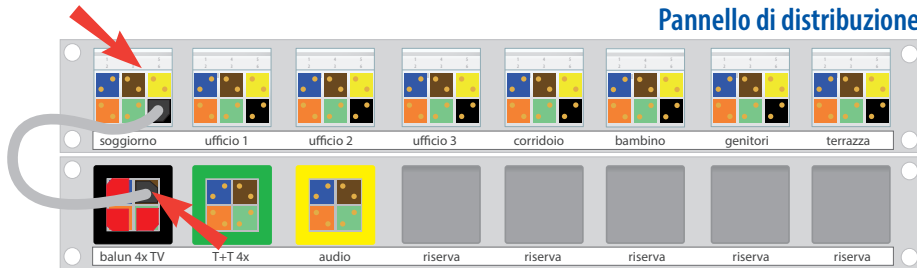 Pannello di distribuzione
soggiorno ufficio 1 ufficio 2 ufficio 3 corridoio bambino genitori terrazza
balun 4x TV T+T 4x audio riserva riserva riserva riserva riserva